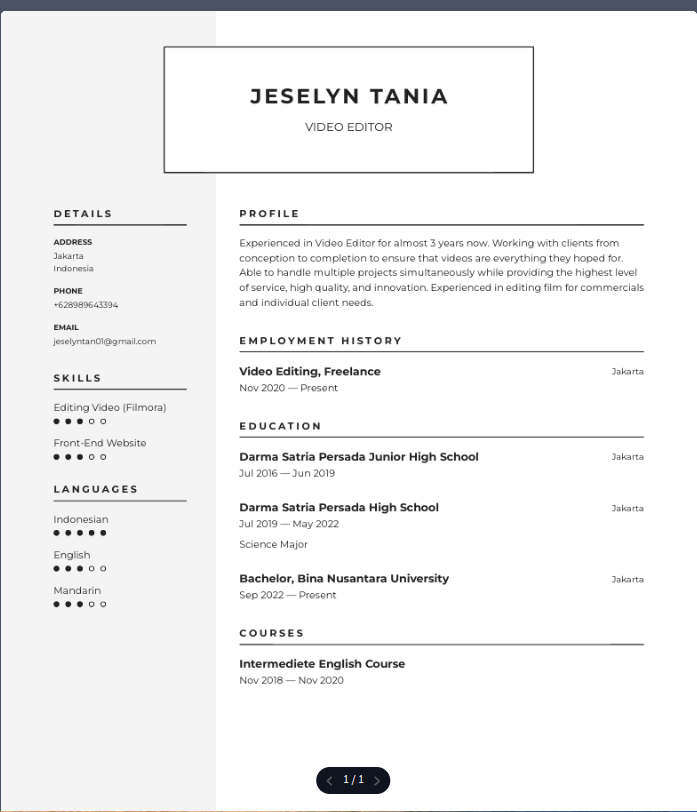 JESELYN TANIA
VIDEO EDITOR
DETAILS
ADDRESS
Jakarta
Indonesia
PHONE
+628989643394
EMAIL
jeselyntan01@gmail.com
SKILLS
Editing Video (Filmora)
Front-End Website
LANGUAGES
Indonesian
English
Mandarin
PROFILE
Experienced in Video Editor for almost 3 years now. Working with clients from
conception to completion to ensure that videos are everything they hoped for.
Able to handle multiple projects simultaneously while providing the highest level
of service, high quality, and innovation. Experienced in editing film for commercials
and individual client needs.
EMPLOYMENT HISTORY
Video Editing, Freelance Jakarta
Nov 2020 — Present
EDUCATION
Darma Satria Persada Junior High School Jakarta
Jul 2016 — Jun 2019
Darma Satria Persada High School Jakarta
Jul 2019 — May 2022
Science Major
Bachelor, Bina Nusantara University Jakarta
Sep 2022 — Present
COURSES
Intermediete English Course
Nov 2018 — Nov 2020
1 / 1